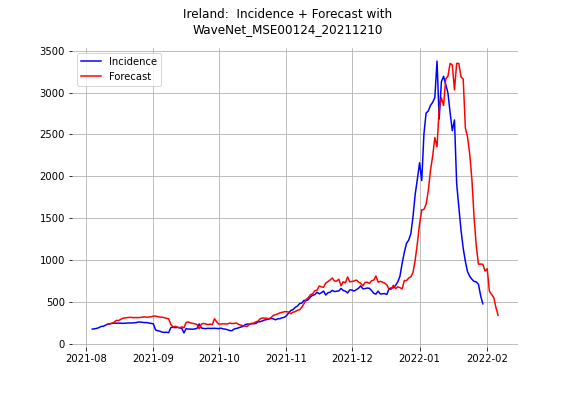 Ireland:  Incidence + Forecast with
WaveNet_MSE00124_20211210
3500
3000
2500
2000
1500
1000
500
0
Incidence
Forecast
2021-08 2021-09 2021-10 2021-11 2021-12 2022-01 2022-02